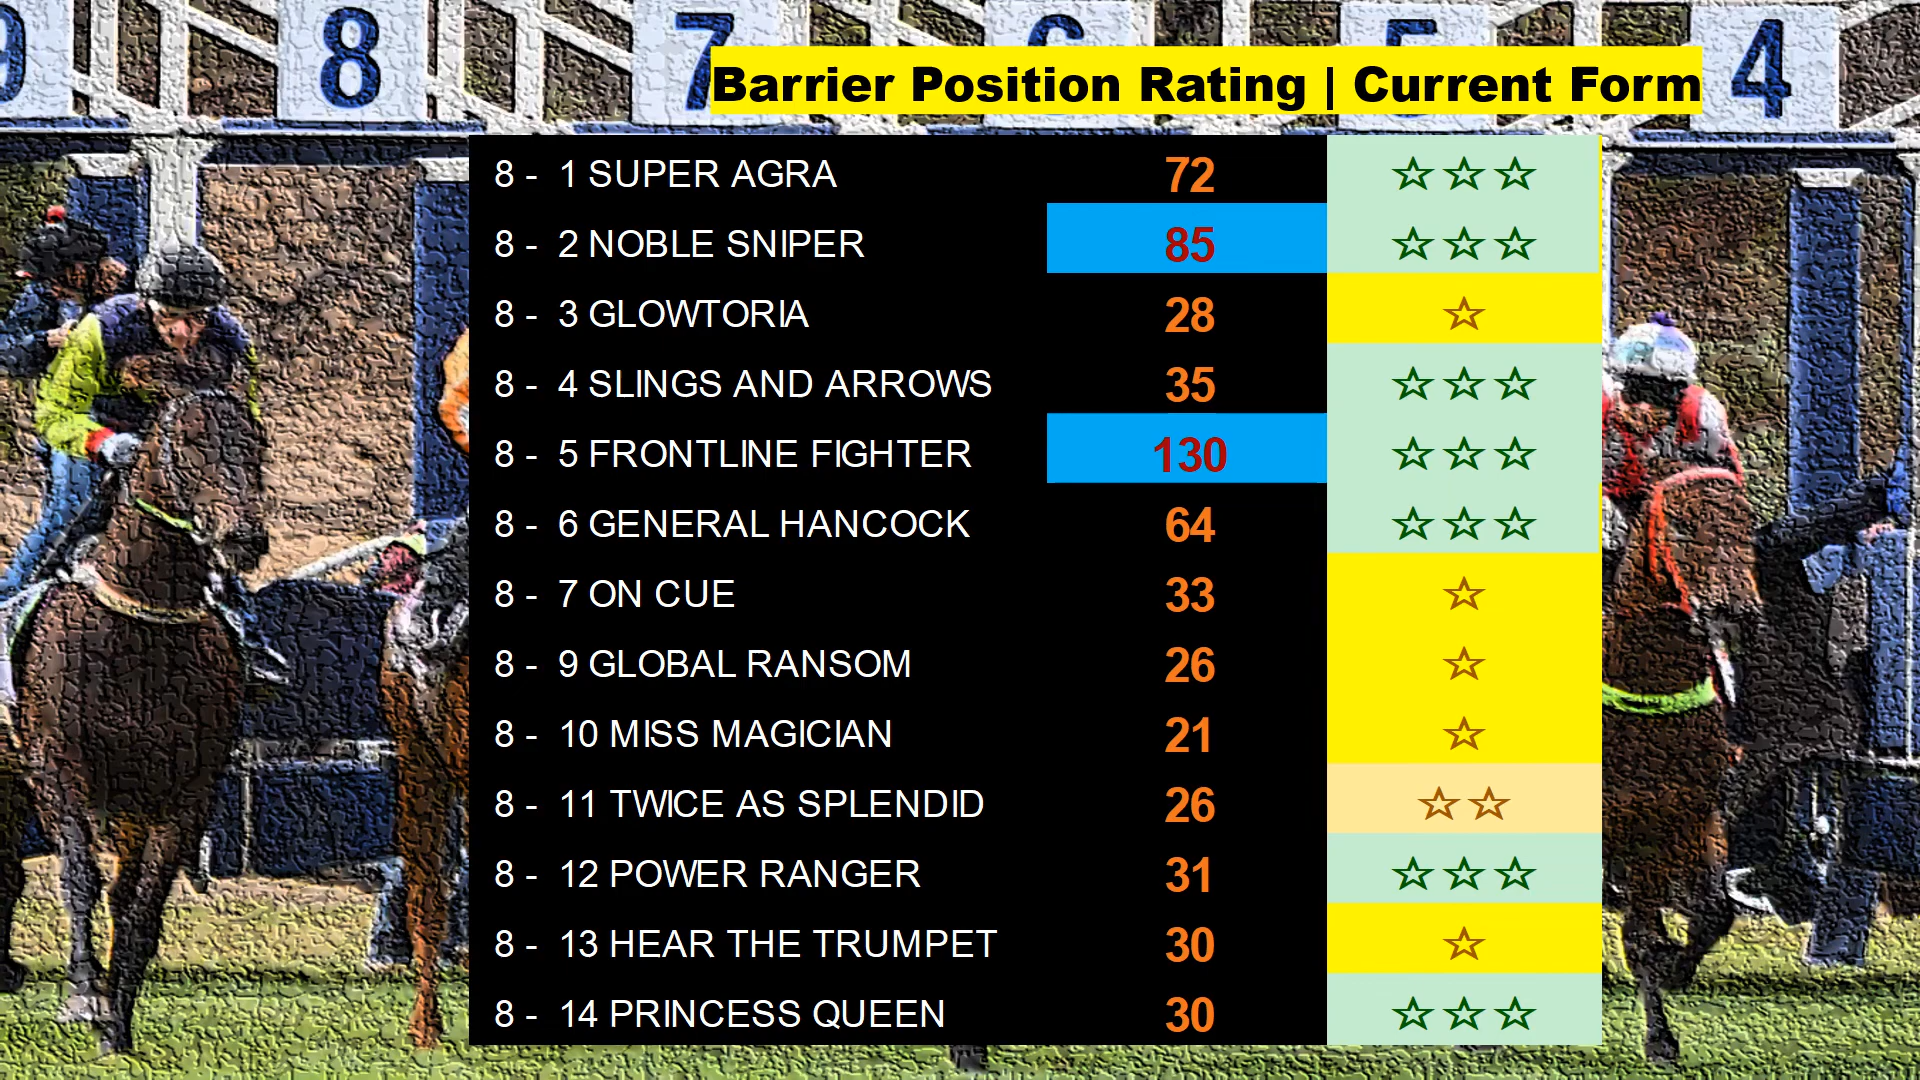 9 8 7 6 5 4
Barrier Position Rating | Current Form
8 - 1 SUPER AGRA 72 ☆☆☆
8 - 2 NOBLE SNIPER 85 ☆☆☆
8 - 3 GLOWTORIA 28 ☆
8 - 4 SLINGS AND ARROWS 35 ☆☆☆
8 - 5 FRONTLINE FIGHTER 130 ☆☆☆
8 - 6 GENERAL HANCOCK 64 ☆☆☆
8 - 7 ON CUE 33 ☆
8 - 9 GLOBAL RANSOM 26 ☆
8 - 10 MISS MAGICIAN 21 ☆
8 - 11 TWICE AS SPLENDID 26 ☆☆
8 - 12 POWER RANGER 31 ☆☆☆
8 - 13 HEAR THE TRUMPET 30 ☆
8 - 14 PRINCESS QUEEN 30 ☆☆☆